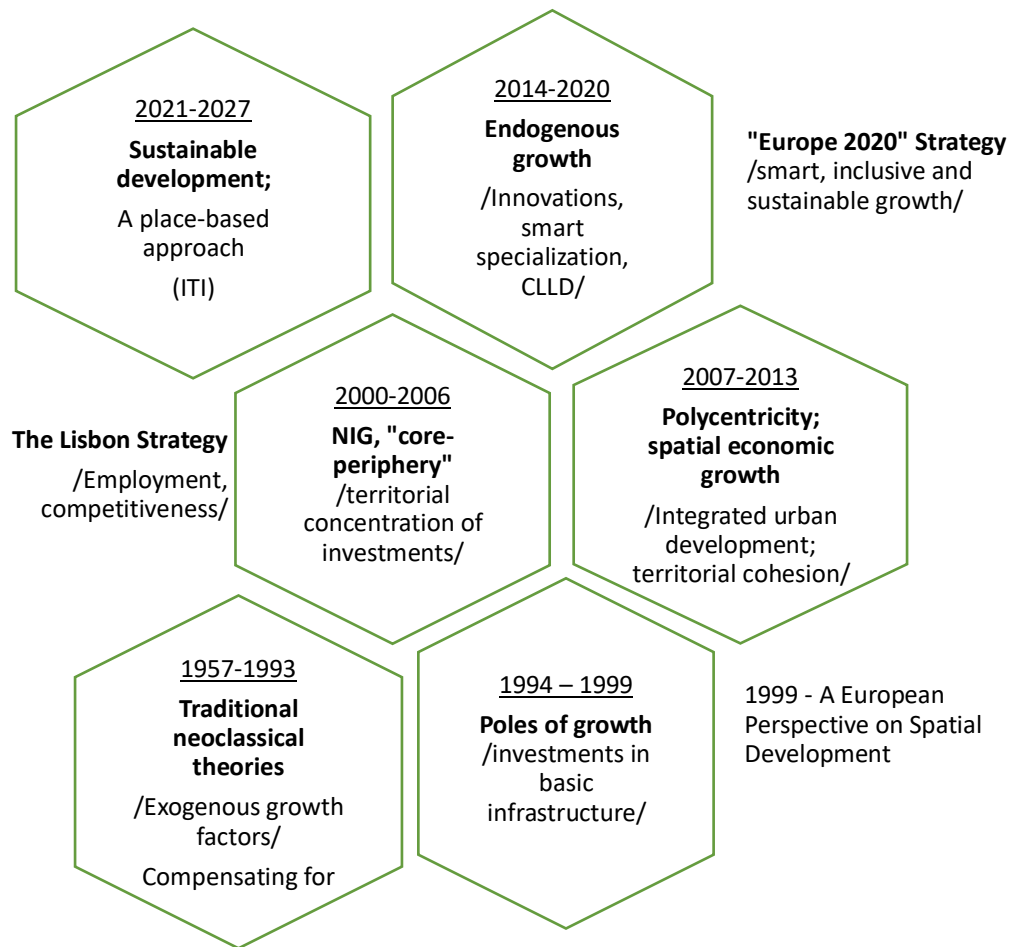 2021-2027
Sustainable
development;
A place-based
approach
(ITI)
2014-2020
Endogenous
growth
/Innovations,
smart
specialization,
CLLD/
"Europe 2020" Strategy
/smart, inclusive and
sustainable growth/
The Lisbon Strategy
/Employment,
competitiveness/
2000-2006
NIG, "core-
periphery"
/territorial
concentration of
investments/
2007-2013
Polycentricity;
spatial economic
growth
/Integrated urban
development;
territorial cohesion/
1957-1993
Traditional
neoclassical
theories
/Exogenous growth
factors/
Compensating for
1994 – 1999
Poles of growth
/investments in
basic
infrastructure/
1999 - A European
Perspective on Spatial
Development